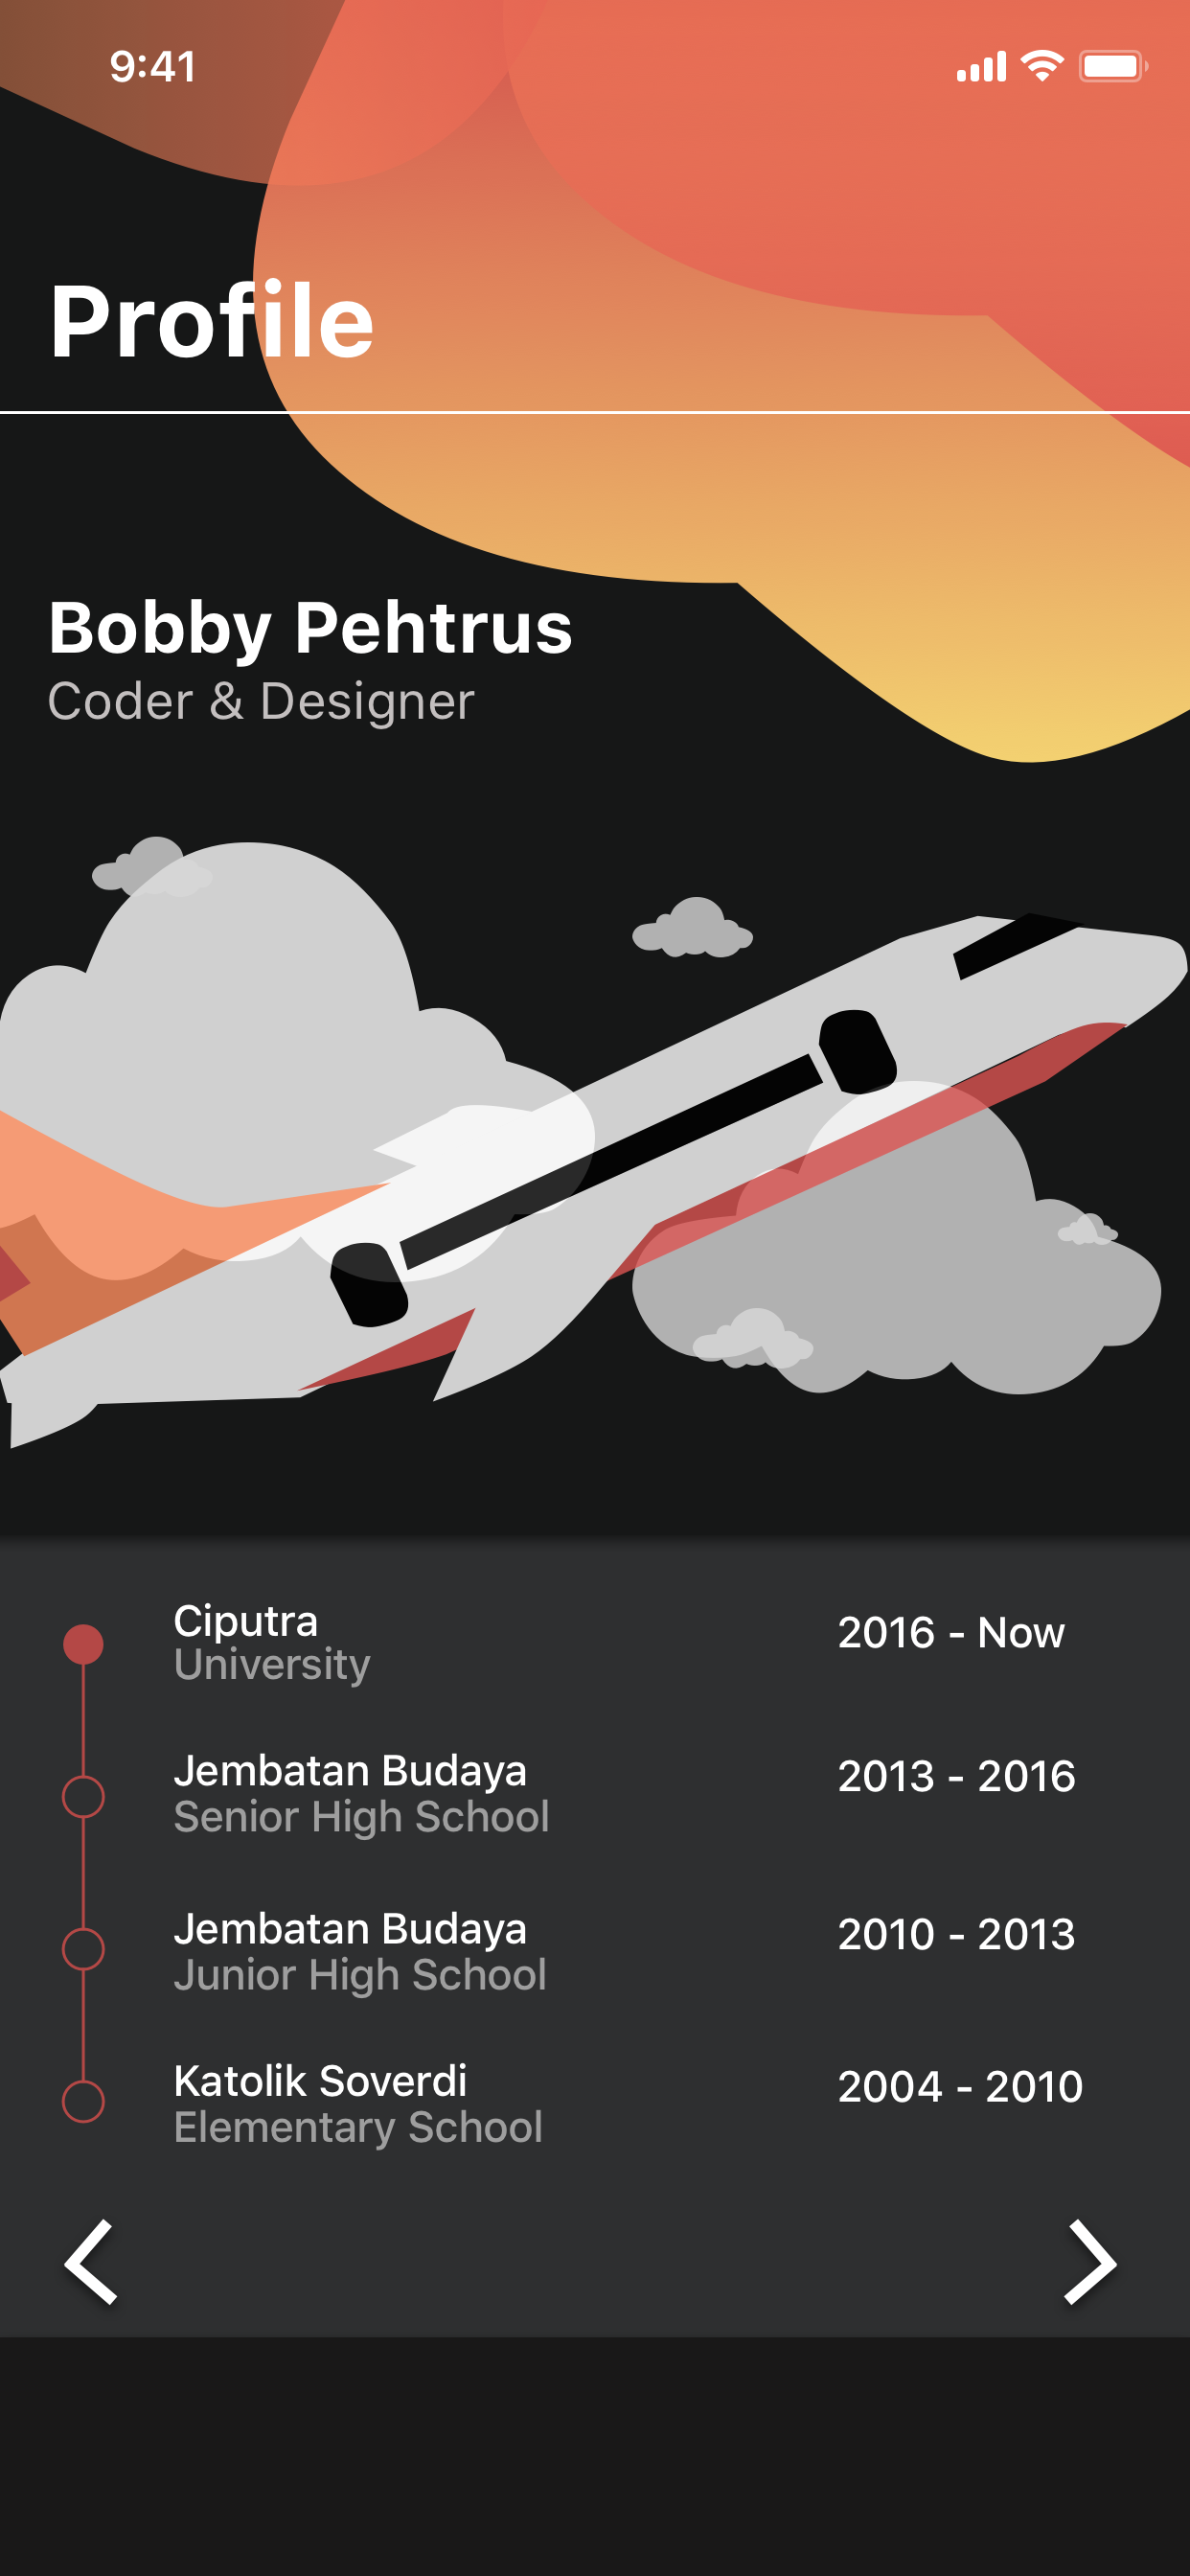 9:41
Profile
Bobby Pehtrus
Coder & Designer
Ciputra
University
2016 - Now
Jembatan Budaya
Senior High School
2013 - 2016
Jembatan Budaya
Junior High School
2010 - 2013
Katolik Soverdi
Elementary School
2004 - 2010